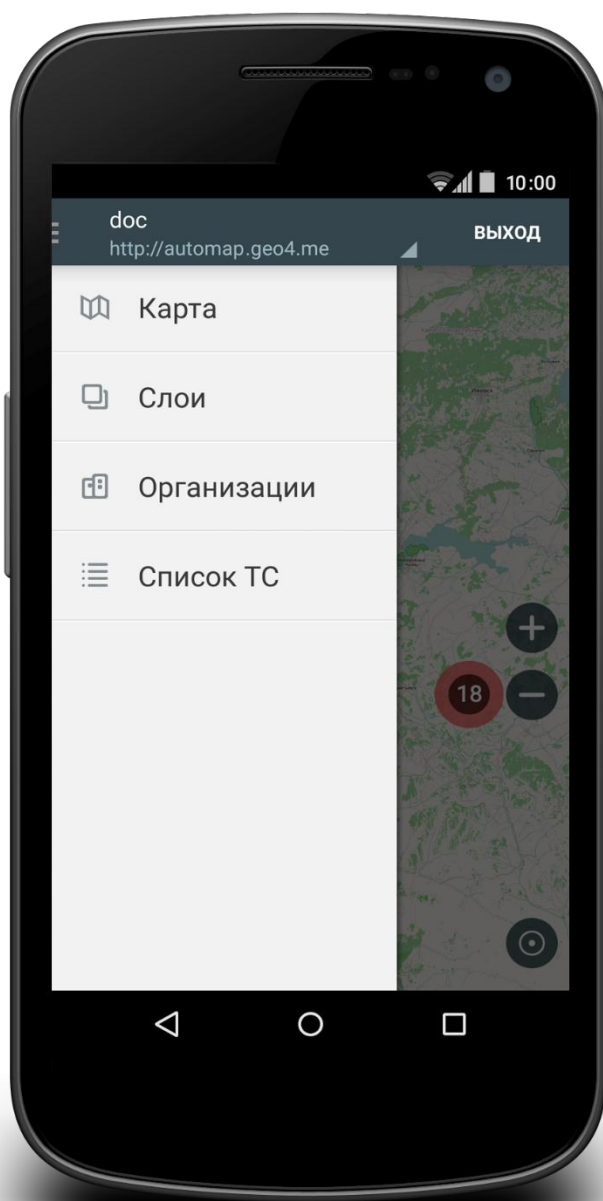 10:00
doc
http://automap.geo4.me
ВЫХОД
Карта
Слои
Организации
Список ТС
18